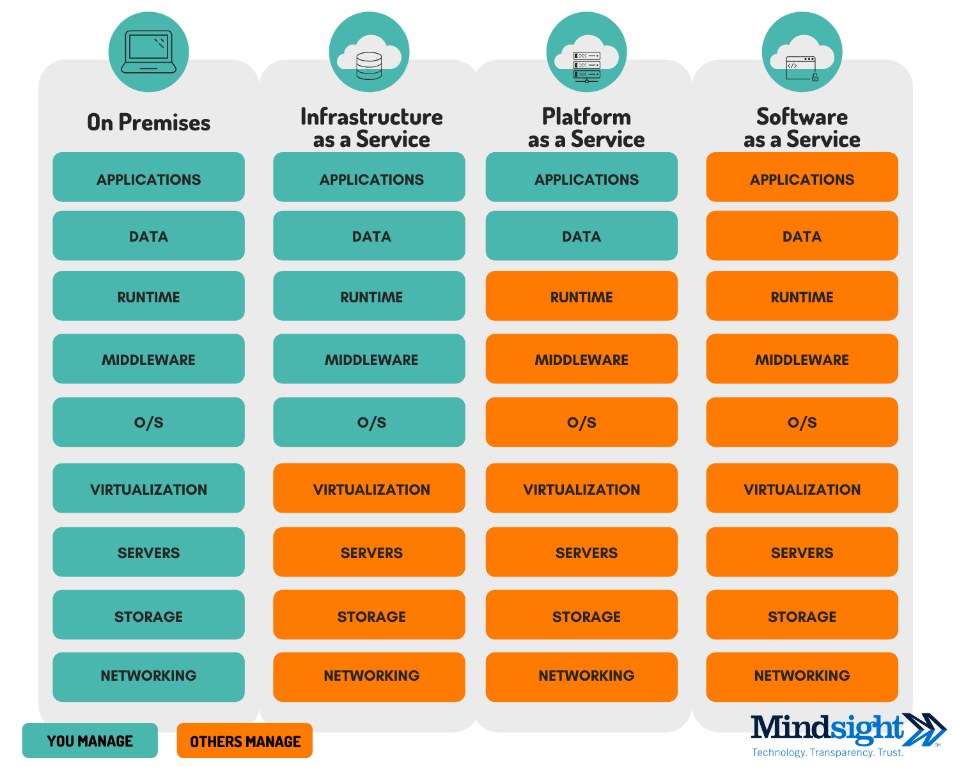 On Premises
Infrastructure
as a Service
Platform
as a Service
Software
as a Service
APPLICATIONS
APPLICATIONS
APPLICATIONS
APPLICATIONS
DATA
DATA
DATA
DATA
RUNTIME
RUNTIME
RUNTIME
RUNTIME
MIDDLEWARE
MIDDLEWARE
MIDDLEWARE
MIDDLEWARE
O/S
O/S
O/S
O/S
VIRTUALIZATION
VIRTUALIZATION
VIRTUALIZATION
VIRTUALIZATION
SERVERS
SERVERS
SERVERS
SERVERS
STORAGE
STORAGE
STORAGE
STORAGE
NETWORKING
NETWORKING
NETWORKING
NETWORKING
YOU MANAGE
OTHERS MANAGE
Mindsight
Technology. Transparency. Trust.